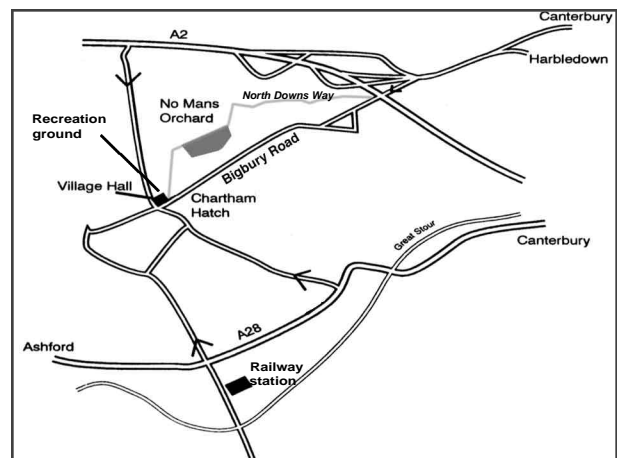 Canterbury
A2
Harbledown
North Downs Way
No Mans
Orchard
Recreation
ground
Bigbury Road
Village Hall
Chartham
Hatch
Great Stour
Canterbury
A28
Ashford
Railway
station